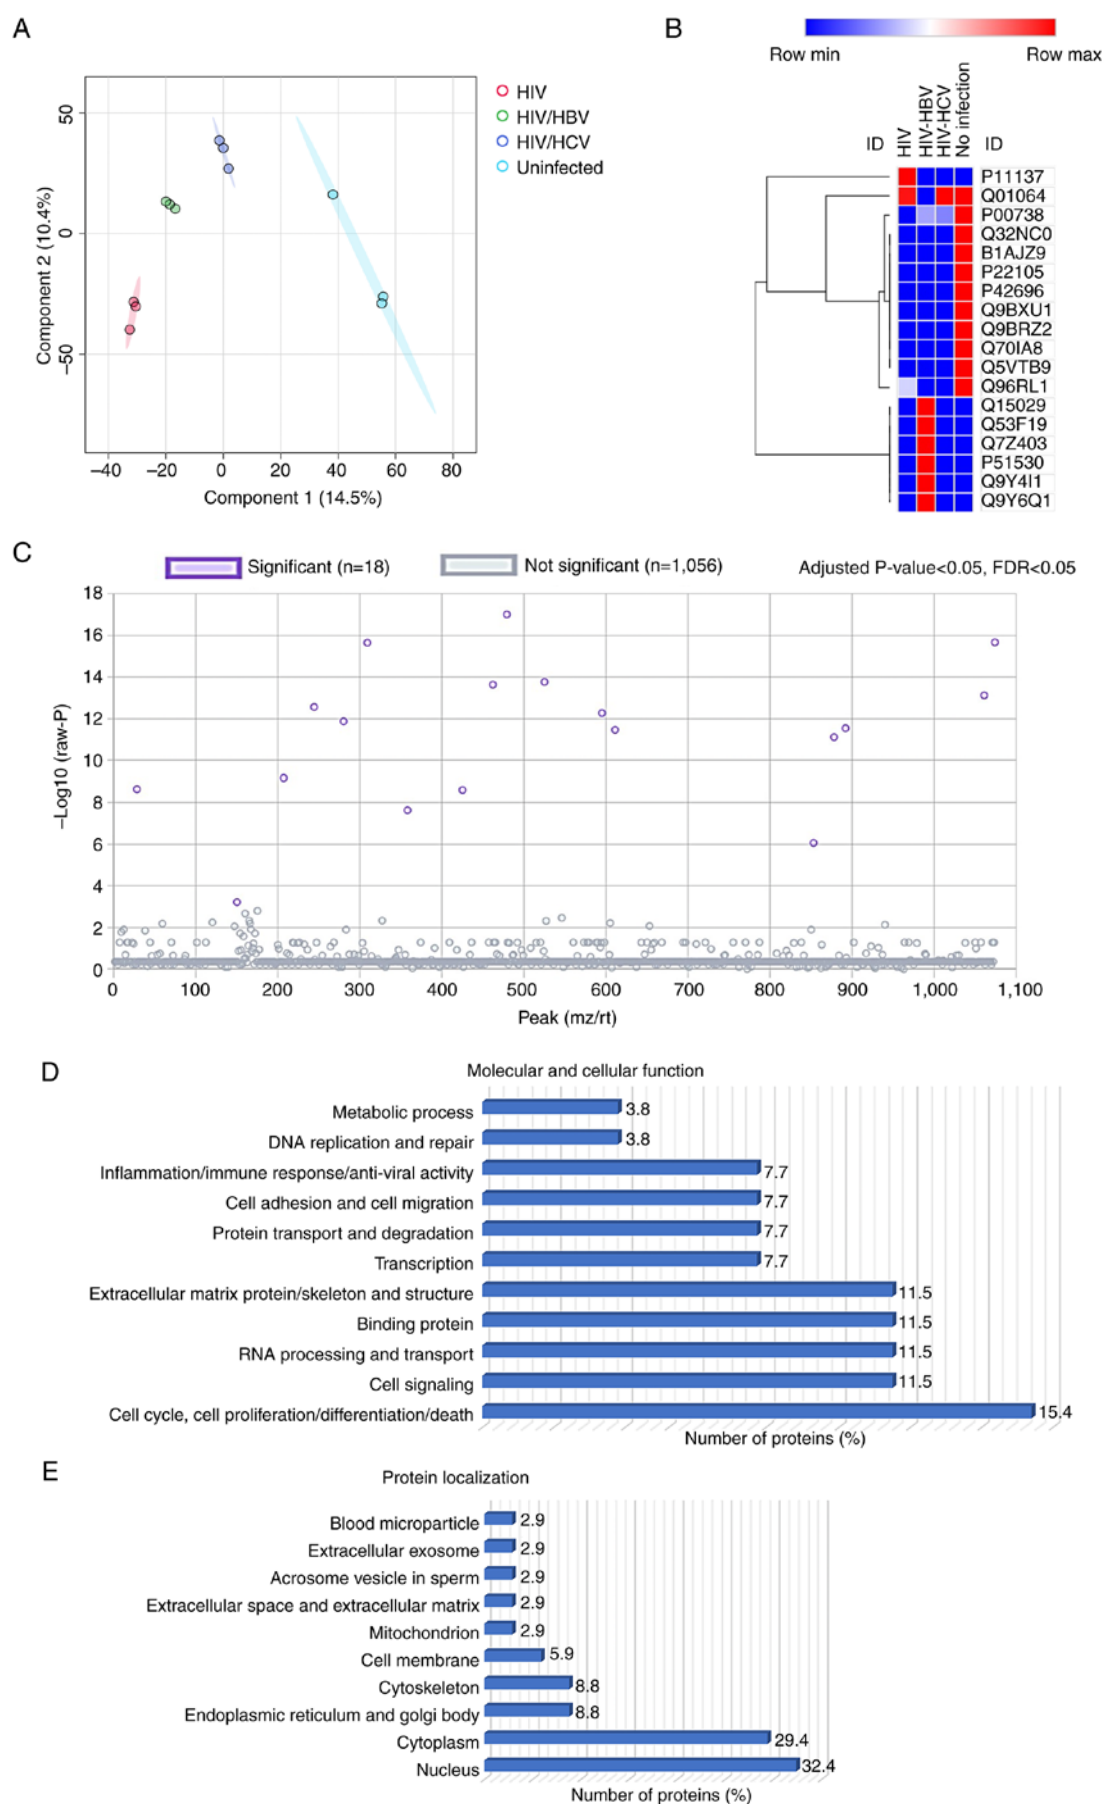 A
50
0
−50
−40 −20 0 20 40 60 80
Component 2 (10.4%)
Component 1 (14.5%)
HIV
HIV/HBV
HIV/HCV
Uninfected
B
Row min Row max
ID HIV HIV-HBV HIV-HCV No infection ID
P11137
Q01064
P00738
Q32NC0
B1AJZ9
P22105
P42696
Q9BXU1
Q9BRZ2
Q70IA8
Q5VTB9
Q96RL1
Q15029
Q53F19
Q7Z403
P51530
Q9Y4I1
Q9Y6Q1
C
Significant (n=18) Not significant (n=1,056) Adjusted P-value<0.05, FDR<0.05
18
16
14
12
10
8
6
4
2
0
−Log10 (raw-P)
0 100 200 300 400 500 600 700 800 900 1,000 1,100
Peak (mz/rt)
D
Molecular and cellular function
Metabolic process 3.8
DNA replication and repair 3.8
Inflammation/immune response/anti-viral activity 7.7
Cell adhesion and cell migration 7.7
Protein transport and degradation 7.7
Transcription 7.7
Extracellular matrix protein/skeleton and structure 11.5
Binding protein 11.5
RNA processing and transport 11.5
Cell signaling 11.5
Cell cycle, cell proliferation/differentiation/death 15.4
Number of proteins (%)
E
Protein localization
Blood microparticle 2.9
Extracellular exosome 2.9
Acrosome vesicle in sperm 2.9
Extracellular space and extracellular matrix 2.9
Mitochondrion 2.9
Cell membrane 5.9
Cytoskeleton 8.8
Endoplasmic reticulum and golgi body 8.8
Cytoplasm 29.4
Nucleus 32.4
Number of proteins (%)